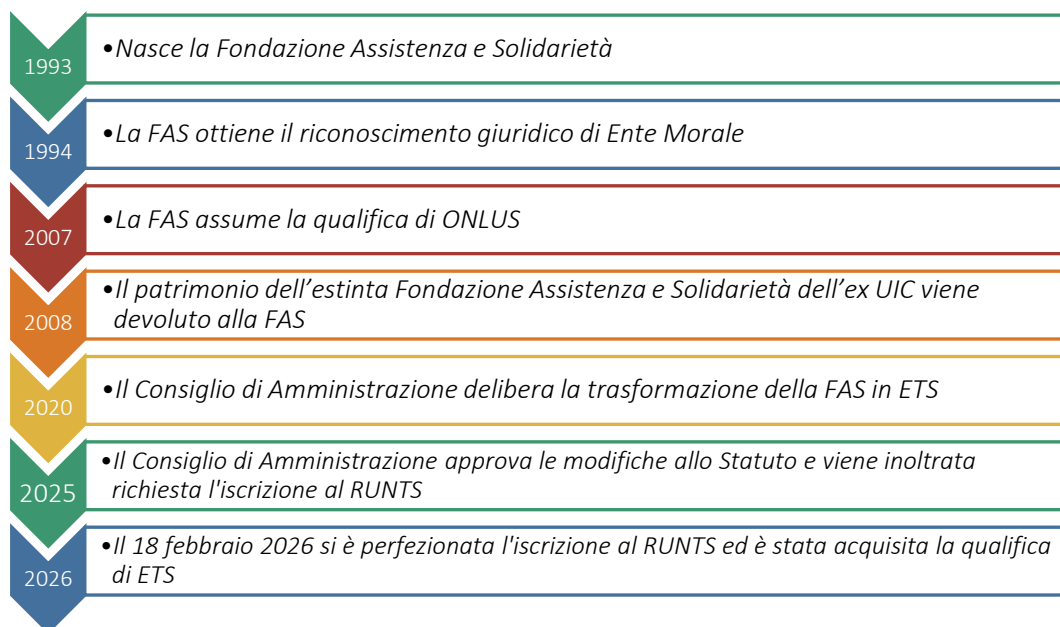 1993
•Nasce la Fondazione Assistenza e Solidarietà
1994
•La FAS ottiene il riconoscimento giuridico di Ente Morale
2007
•La FAS assume la qualifica di ONLUS
2008
•Il patrimonio dell’estinta Fondazione Assistenza e Solidarietà dell’ex UIC viene
devoluto alla FAS
2020
•Il Consiglio di Amministrazione delibera la trasformazione della FAS in ETS
2025
•Il Consiglio di Amministrazione approva le modifiche allo Statuto e viene inoltrata
richiesta l'iscrizione al RUNTS
2026
•Il 18 febbraio 2026 si è perfezionata l'iscrizione al RUNTS ed è stata acquisita la qualifica
di ETS